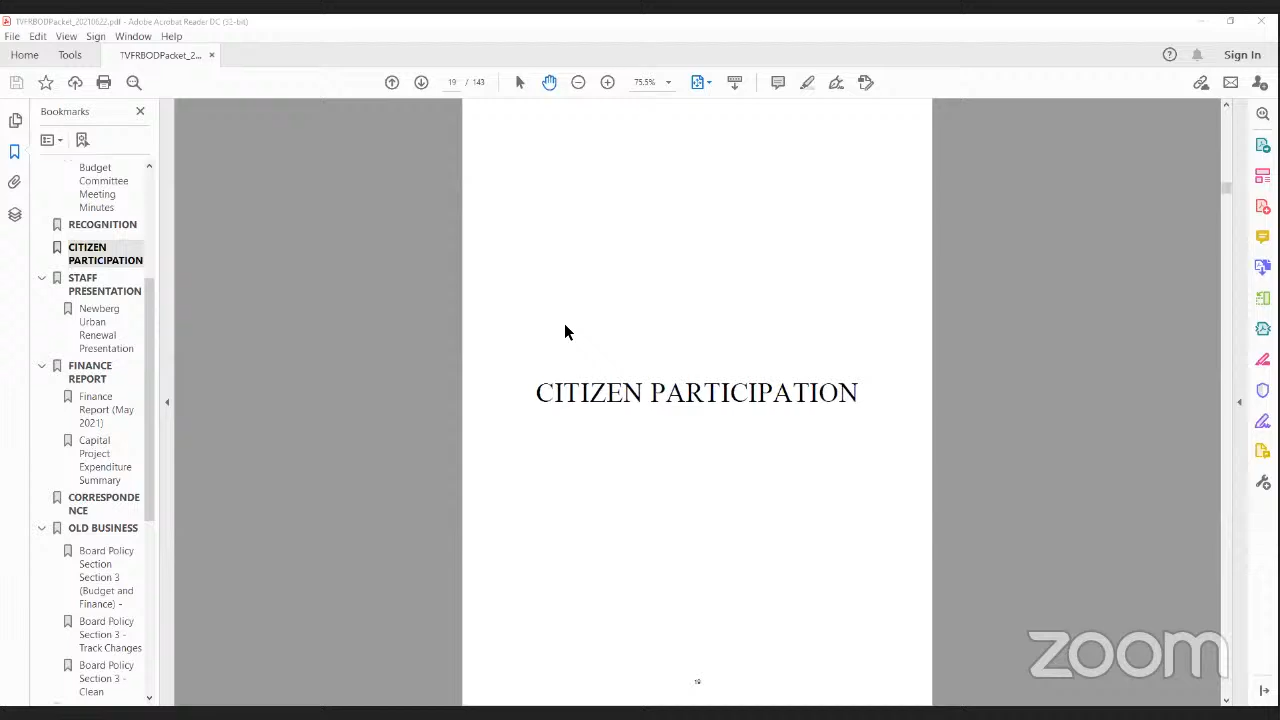 TVFRBODPacket_20210622.pdf - Adobe Acrobat Reader DC (32-bit)
File Edit View Sign Window Help
Home Tools TVFRBODPacket_2... × Sign In
19 / 143 75.5%
Bookmarks
Budget
Committee
Meeting
Minutes
RECOGNITION
CITIZEN
PARTICIPATION
STAFF
PRESENTATION
Newberg
Urban
Renewal
Presentation
FINANCE
REPORT
Finance
Report (May
2021)
Capital
Project
Expenditure
Summary
CORRESPONDE
NCE
OLD BUSINESS
Board Policy
Section
Section 3
(Budget and
Finance) -
Board Policy
Section 3 -
Track Changes
Board Policy
Section 3 -
Clean
CITIZEN PARTICIPATION
19
zoom